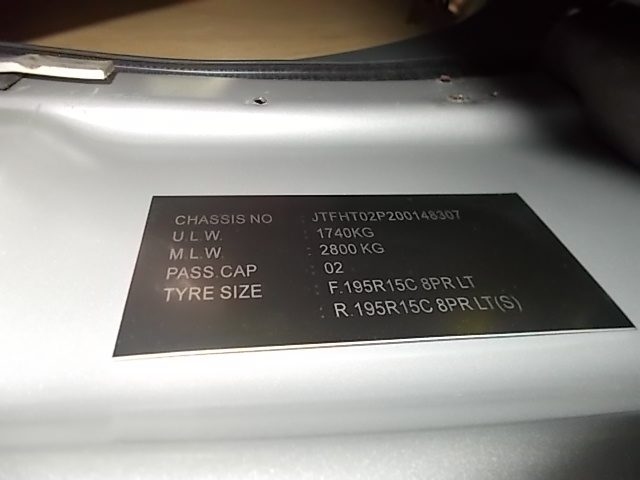 CHASSIS NO : JTFHT02P200148307
U.L.W. : 1740KG
M.L.W. : 2800 KG
PASS.CAP : 02
TYRE SIZE : F.195R15C 8PR LT
: R.195R15C 8PR LT(S)